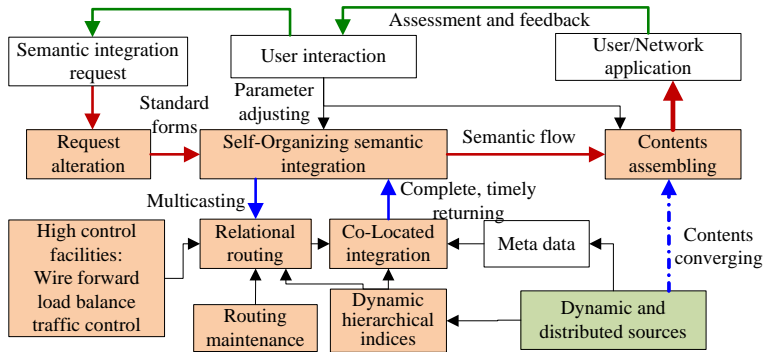 Assessment and feedback
Semantic integration
request
User interaction
User/Network
application
Parameter
adjusting
Standard
forms
Request
alteration
Self-Organizing semantic
integration
Semantic flow
Contents
assembling
Multicasting
Complete, timely
returning
High control
facilities:
Wire forward
load balance
traffic control
Relational
routing
Co-Located
integration
Meta data
Contents
converging
Routing
maintenance
Dynamic
hierarchical
indices
Dynamic and
distributed sources